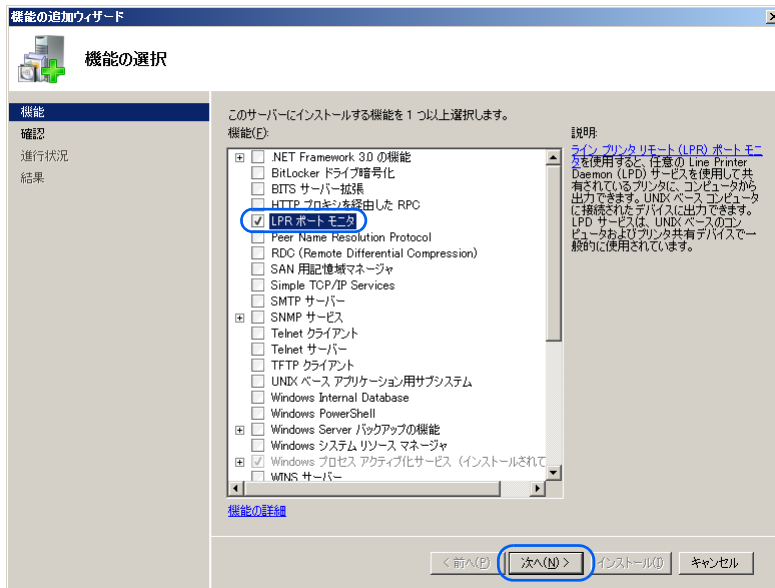 機能の追加ウィザード
機能の選択
機能
確認
進行状況
結果
このサーバーにインストールする機能を 1 つ以上選択します。
機能(F):
.NET Framework 3.0 の機能
BitLocker ドライブ暗号化
BITS サーバー拡張
HTTP プロキシを経由した RPC
LPR ポート モニタ
Peer Name Resolution Protocol
RDC (Remote Differential Compression)
SAN 用記憶域マネージャ
Simple TCP/IP Services
SMTP サーバー
SNMP サービス
Telnet クライアント
Telnet サーバー
TFTP クライアント
UNIX ベース アプリケーション用サブシステム
Windows Internal Database
Windows PowerShell
Windows Server バックアップの機能
Windows システム リソース マネージャ
Windows プロセス アクティブ化サービス (インストールされて
WINS サーバー
機能の詳細
説明:
ライン プリンタ リモート (LPR) ポート モニ
タを使用すると、任意の Line Printer
Daemon (LPD) サービスを使用して共
有されているプリンタに、コンピュータから
出力できます。UNIX ベース コンピュータ
に接続されたデバイスに出力できます。
LPD サービスは、UNIX ベースのコン
ピュータおよびプリンタ共有デバイスで一
般的に使用されています。
< 前へ(P)
次へ(N) >
インストール(I)
キャンセル